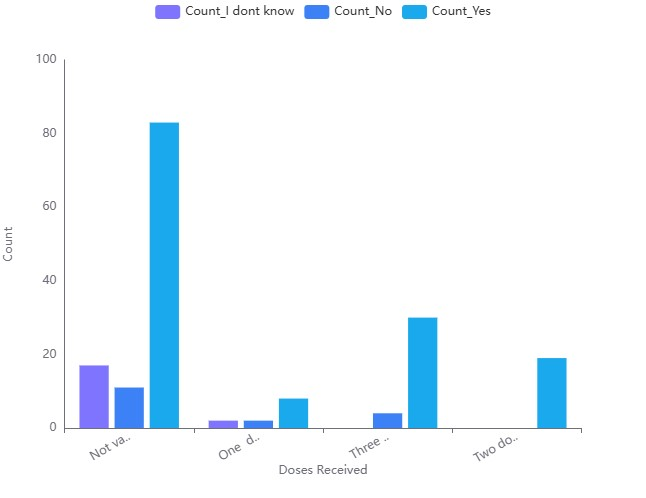 Count_I dont know Count_No Count_Yes
100
80
60
40
20
0
Count
Not va.. One d.. Three .. Two do..
Doses Received